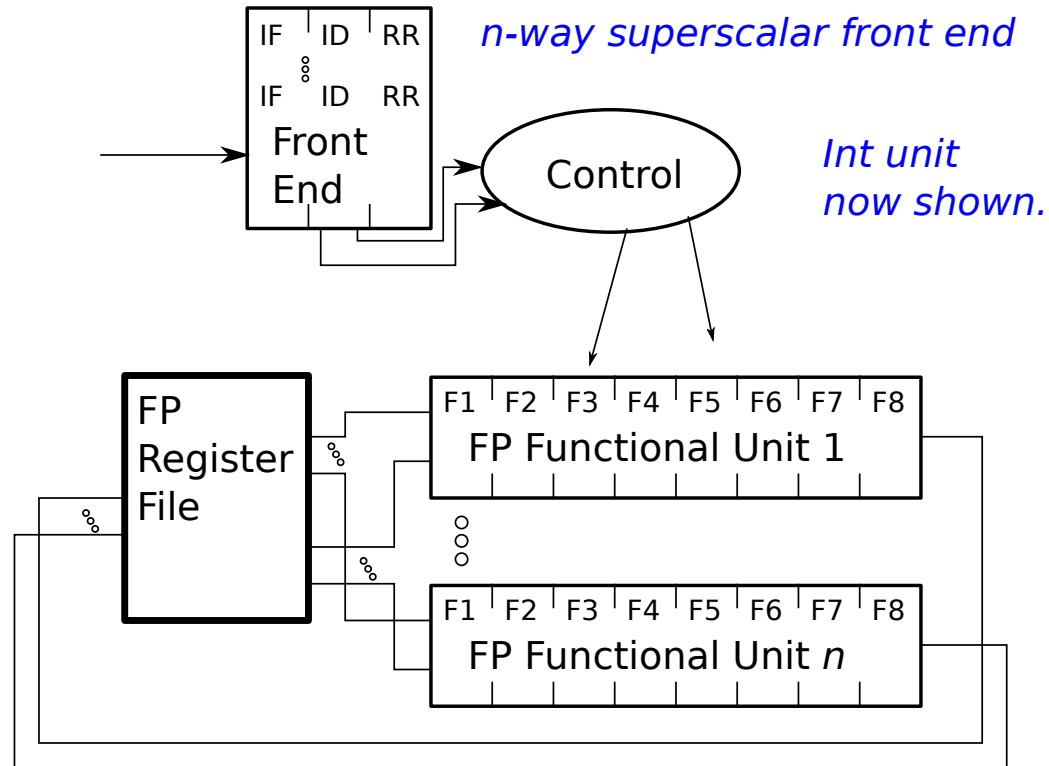 IF ID RR
n-way superscalar front end
IF ID RR
Front
End
Control
Int unit
now shown.
FP
Register
File
F1 F2 F3 F4 F5 F6 F7 F8
FP Functional Unit 1
F1 F2 F3 F4 F5 F6 F7 F8
FP Functional Unit n